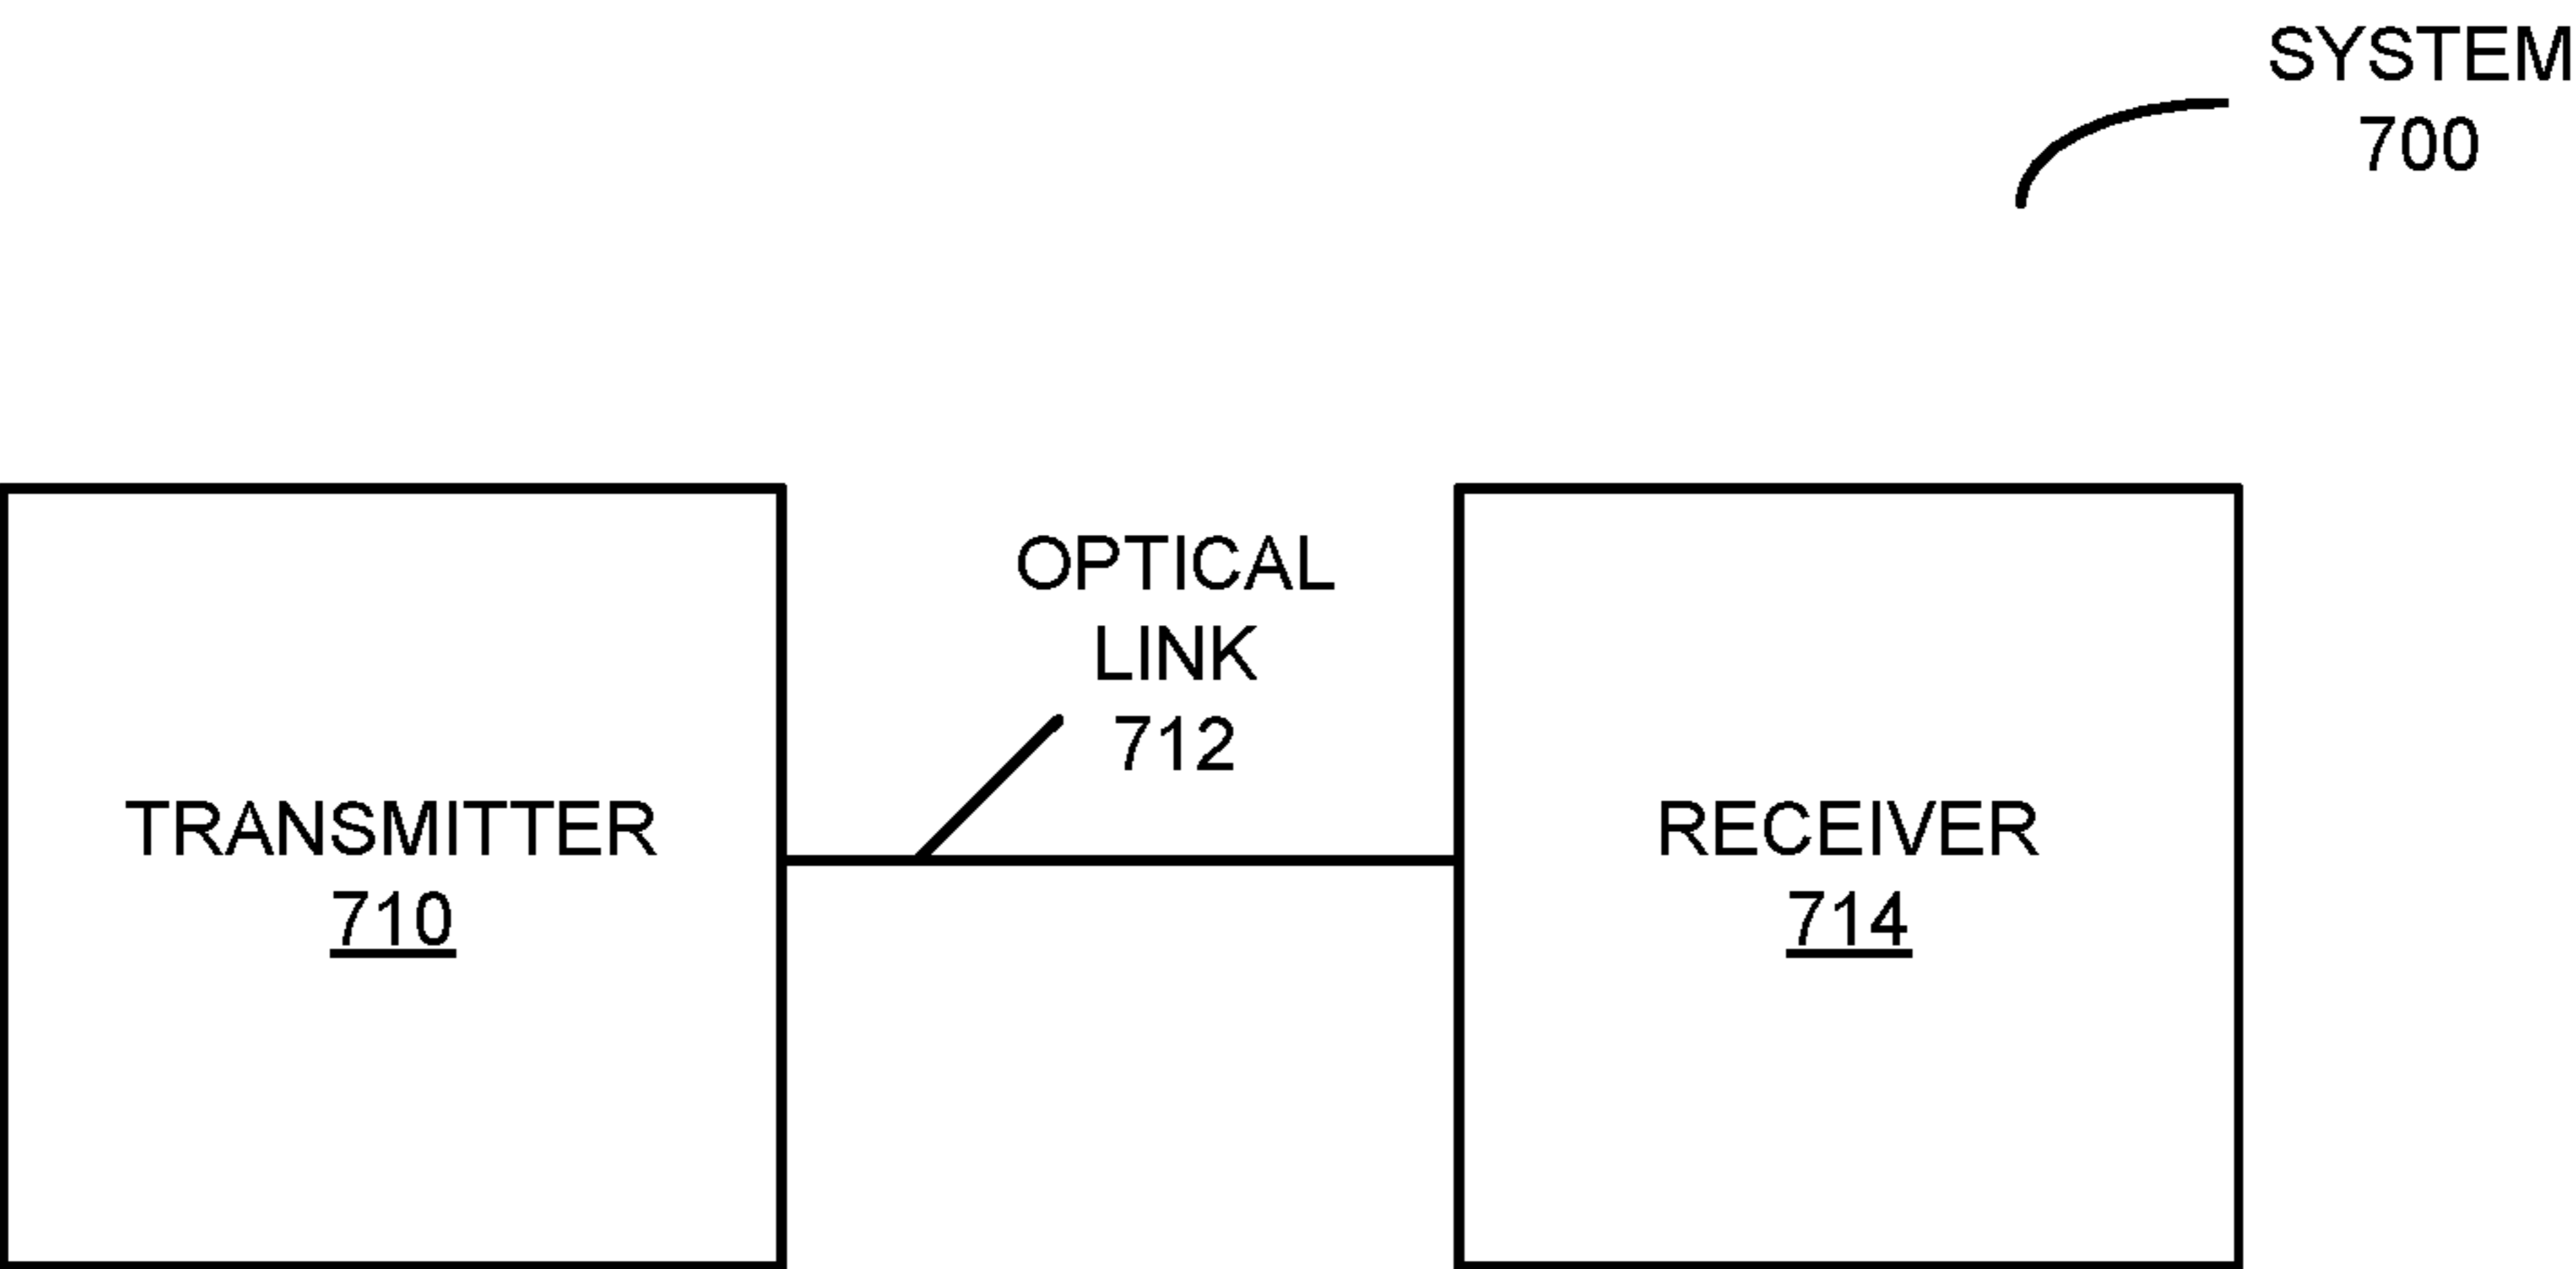 SYSTEM
700
OPTICAL
LINK
712
TRANSMITTER
710
RECEIVER
714